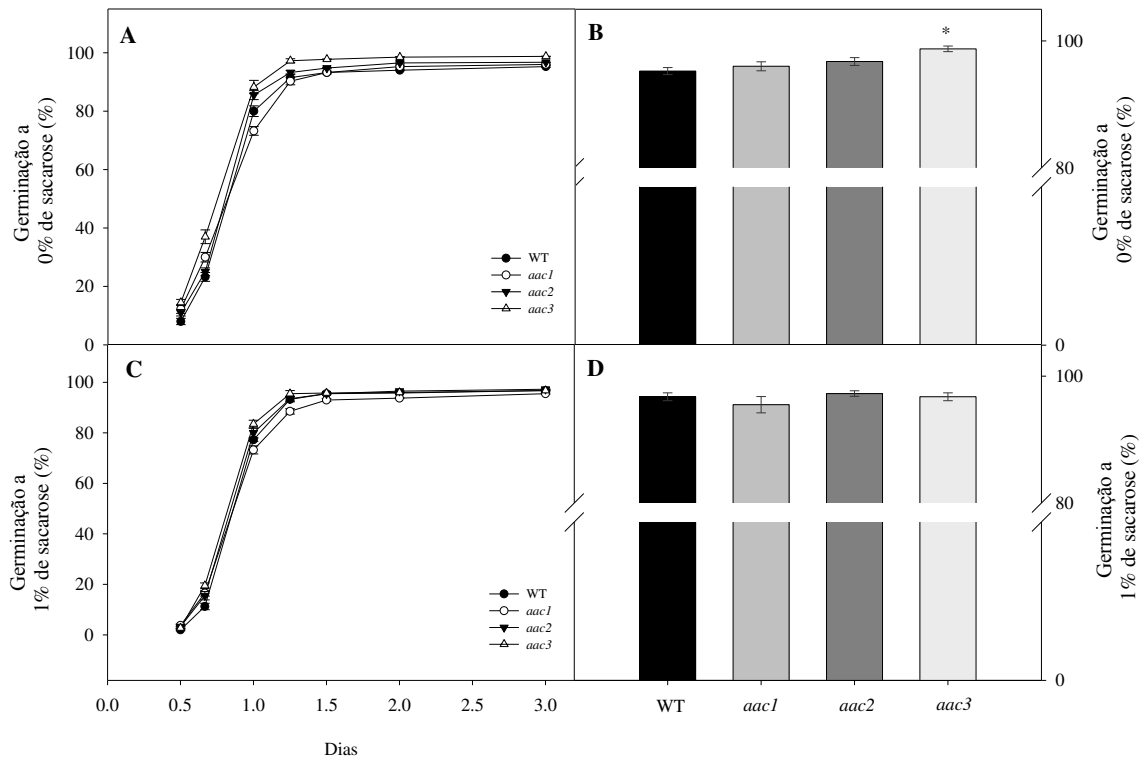 A
100
80
60
40
20
0
Germinação a
0% de sacarose (%)
WT
aac1
aac2
aac3
B
*
100
80
0
Germinação a
0% de sacarose (%)
C
100
80
60
40
20
0
Germinação a
1% de sacarose (%)
WT
aac1
aac2
aac3
0.0 0.5 1.0 1.5 2.0 2.5 3.0
Dias
D
100
80
0
Germinação a
1% de sacarose (%)
WT aac1 aac2 aac3